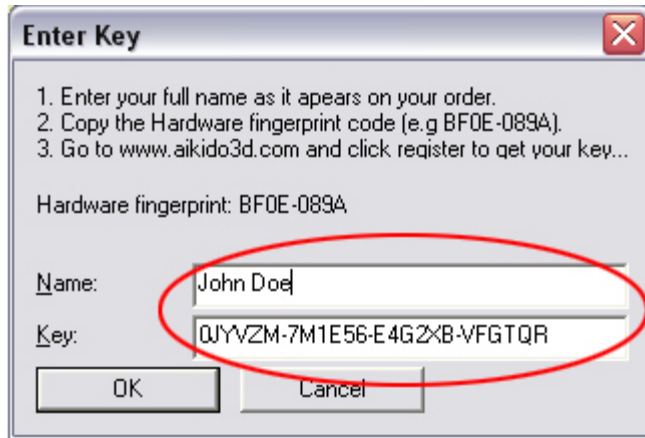 Enter Key
1. Enter your full name as it apears on your order.
2. Copy the Hardware fingerprint code (e.g BF0E-089A).
3. Go to www.aikido3d.com and click register to get your key...
Hardware fingerprint: BF0E-089A
Name: John Doe
Key: 0JYVZM-7M1E56-E4G2XB-VFGTQR
OK Cancel